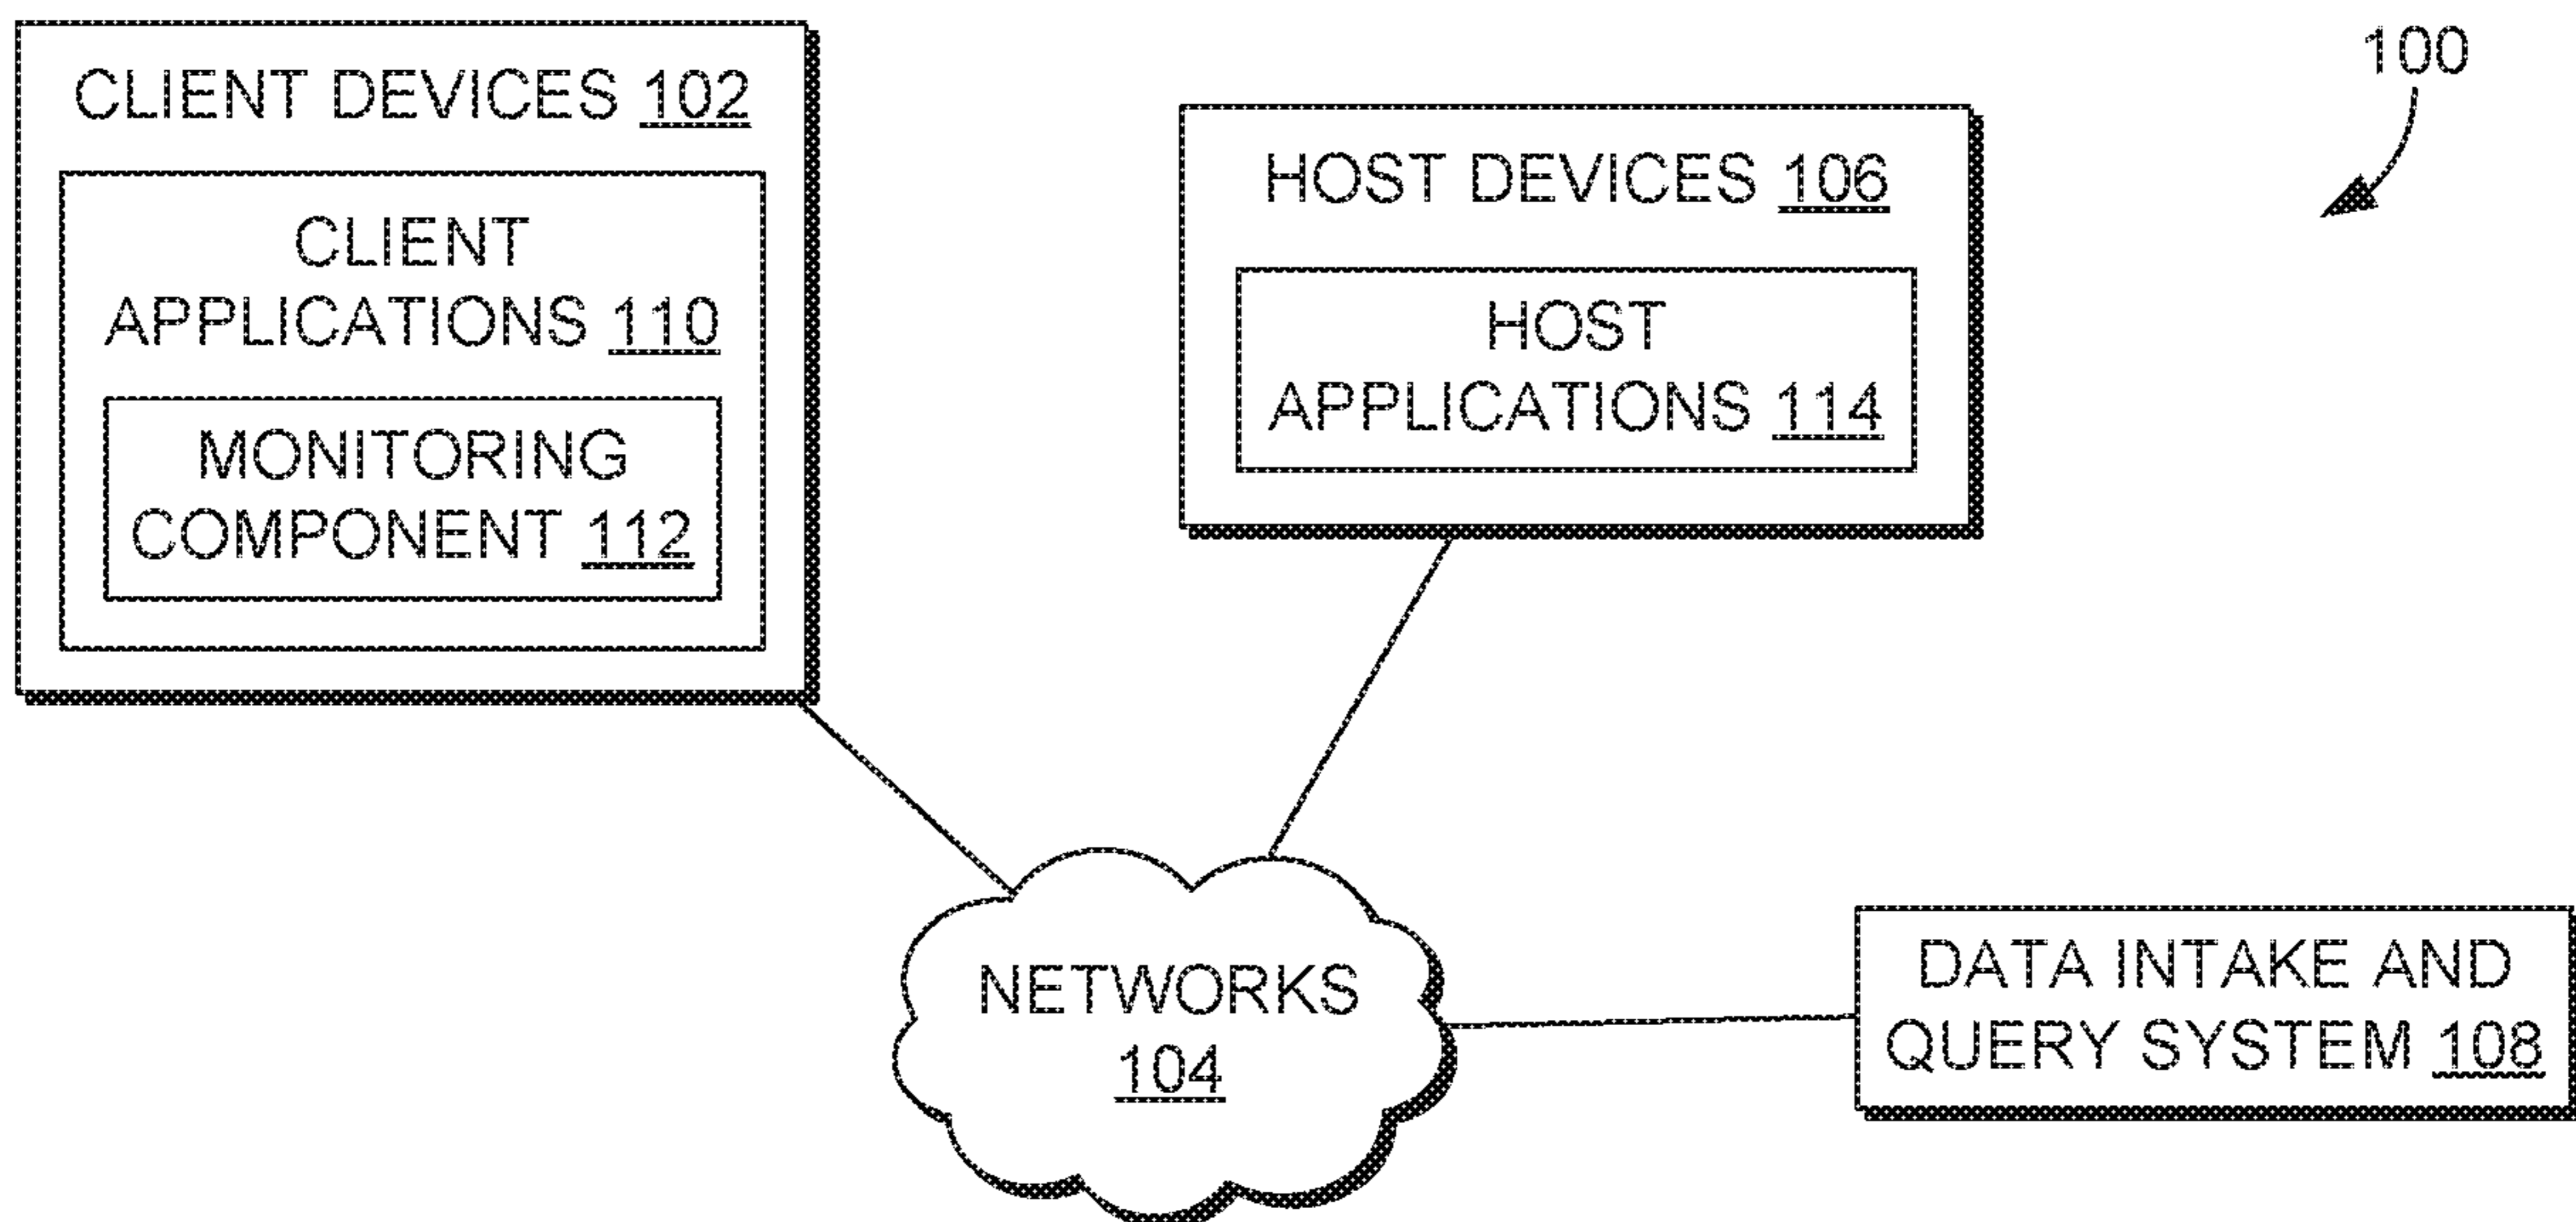 CLIENT DEVICES 102
CLIENT
APPLICATIONS 110
MONITORING
COMPONENT 112
HOST DEVICES 106
HOST
APPLICATIONS 114
100
NETWORKS
104
DATA INTAKE AND
QUERY SYSTEM 108